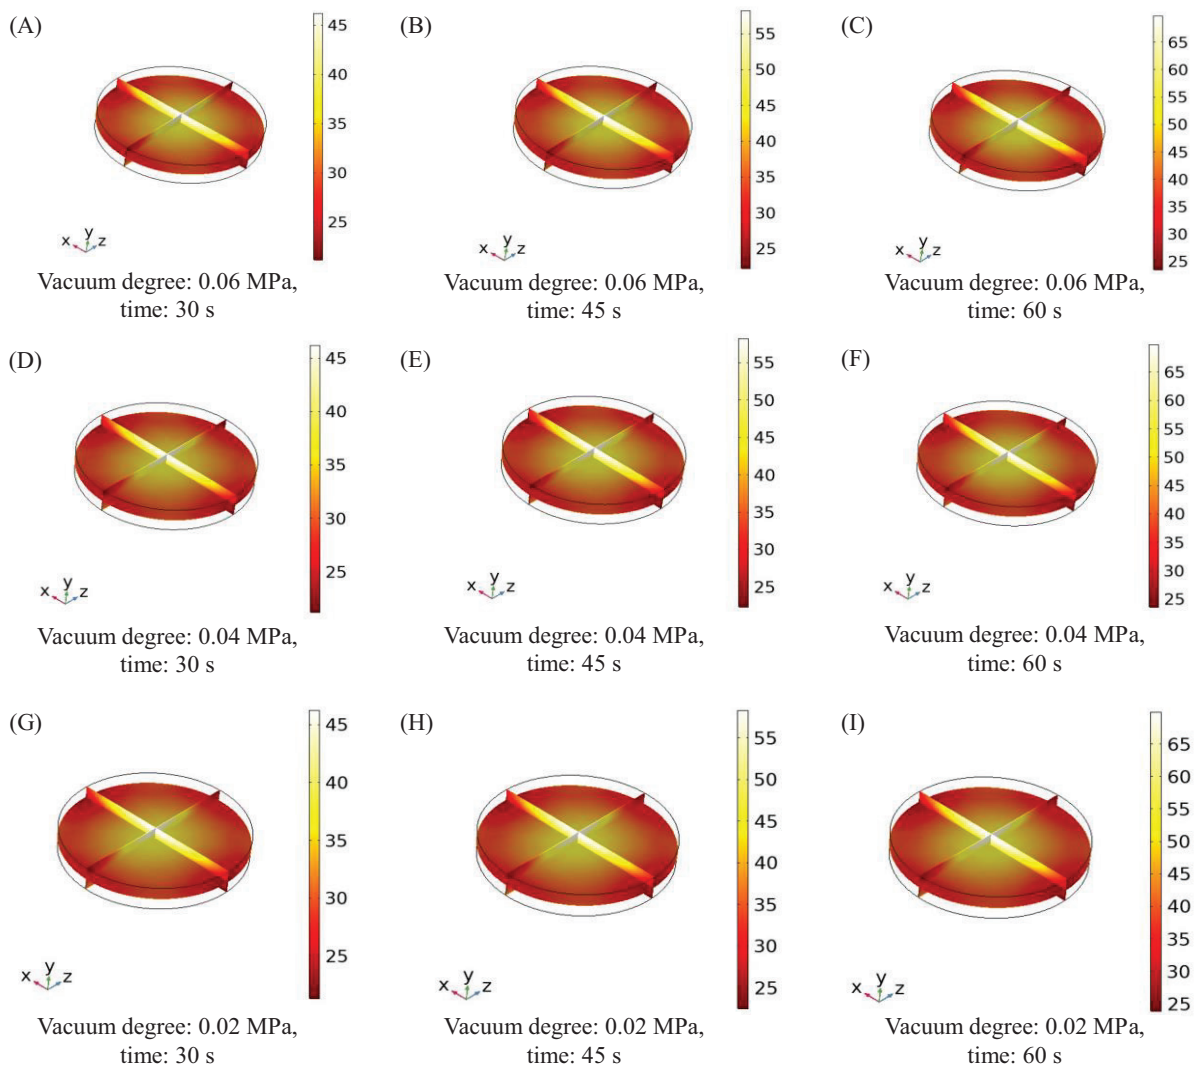 (A)
45
40
35
30
25
x y z
Vacuum degree: 0.06 MPa,
time: 30 s
(B)
55
50
45
40
35
30
25
x y z
Vacuum degree: 0.06 MPa,
time: 45 s
(C)
65
60
55
50
45
40
35
30
25
x y z
Vacuum degree: 0.06 MPa,
time: 60 s
(D)
45
40
35
30
25
x y z
Vacuum degree: 0.04 MPa,
time: 30 s
(E)
55
50
45
40
35
30
25
x y z
Vacuum degree: 0.04 MPa,
time: 45 s
(F)
65
60
55
50
45
40
35
30
25
x y z
Vacuum degree: 0.04 MPa,
time: 60 s
(G)
45
40
35
30
25
x y z
Vacuum degree: 0.02 MPa,
time: 30 s
(H)
55
50
45
40
35
30
25
x y z
Vacuum degree: 0.02 MPa,
time: 45 s
(I)
65
60
55
50
45
40
35
30
25
x y z
Vacuum degree: 0.02 MPa,
time: 60 s